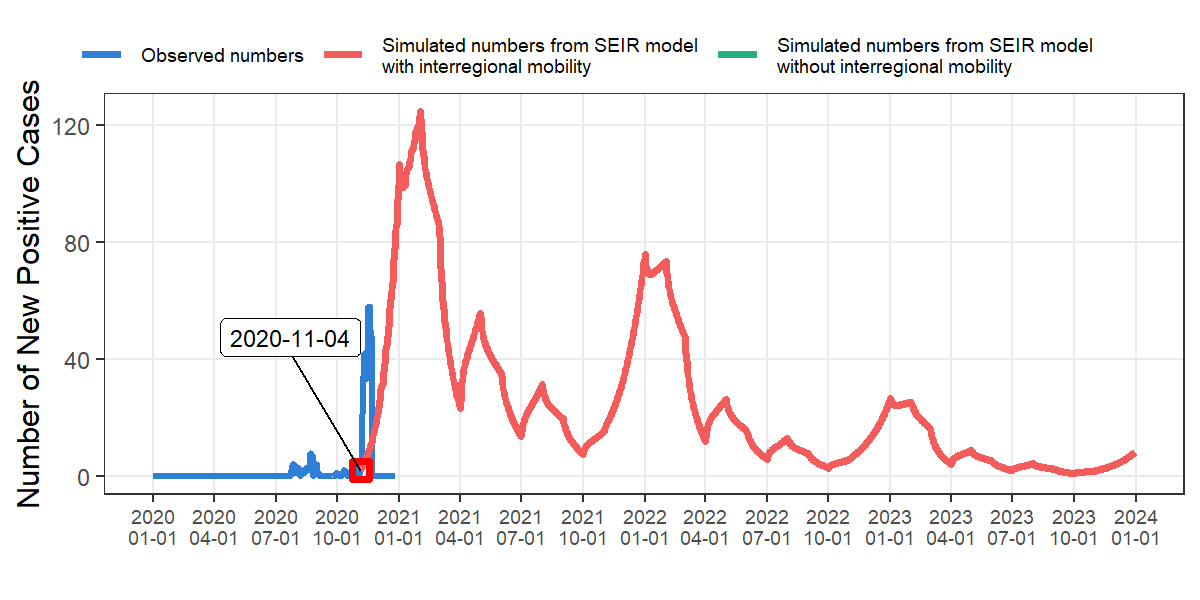 Observed numbers
Simulated numbers from SEIR model
with interregional mobility
Simulated numbers from SEIR model
without interregional mobility
Number of New Positive Cases
120
80
40
0
2020-11-04
2020 2020 2020 2020 2021 2021 2021 2021 2022 2022 2022 2022 2023 2023 2023 2023 2024
01-01 04-01 07-01 10-01 01-01 04-01 07-01 10-01 01-01 04-01 07-01 10-01 01-01 04-01 07-01 10-01 01-01